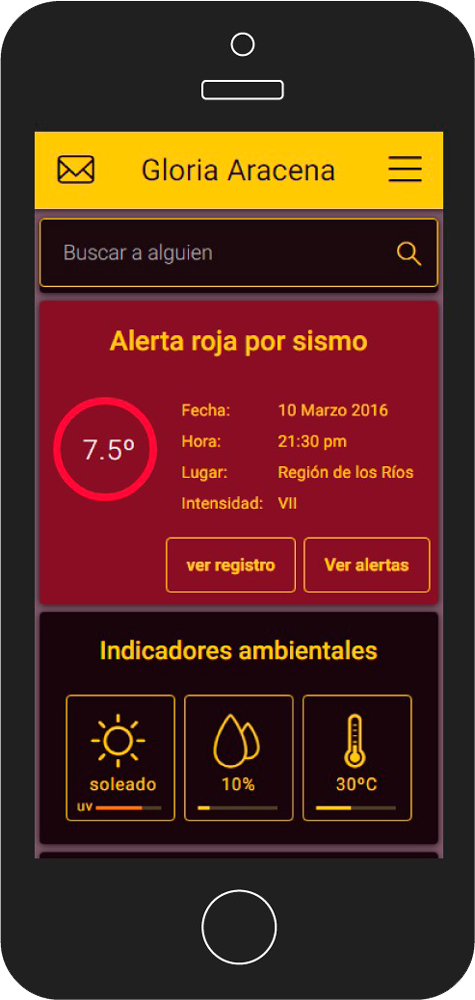 Gloria Aracena
Buscar a alguien
Alerta roja por sismo
7.5º
Fecha: 10 Marzo 2016
Hora: 21:30 pm
Lugar: Región de los Ríos
Intensidad: VII
ver registro Ver alertas
Indicadores ambientales
soleado 10% 30ºC
uv